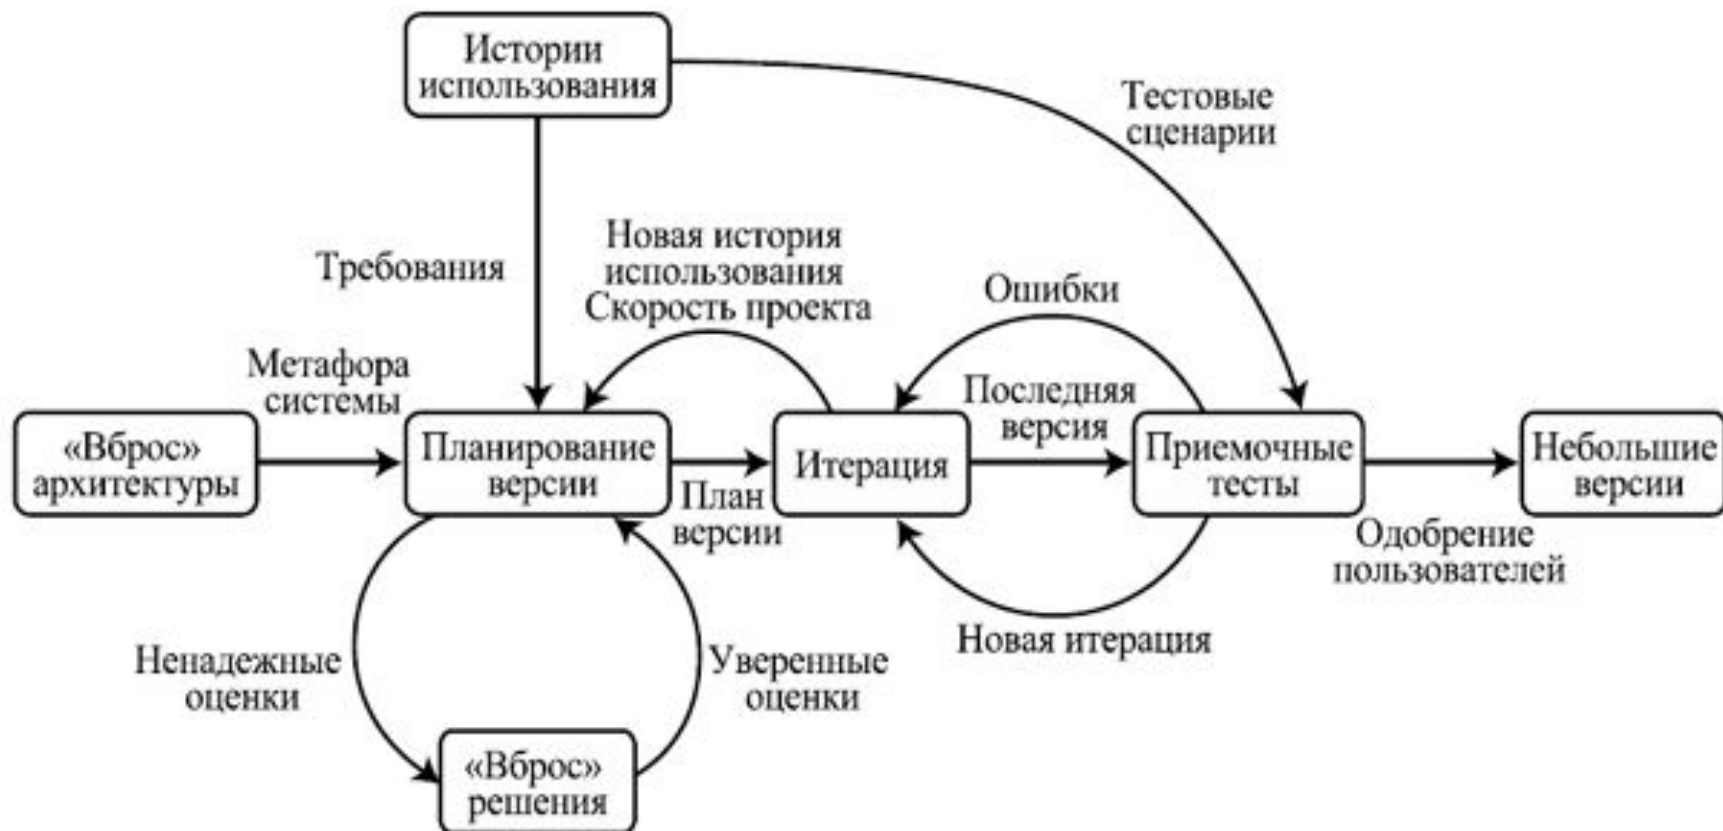 Истории
использования
Тестовые
сценарии
Требования
Новая история
использования
Скорость проекта
Ошибки
Метафора
системы
Последняя
версия
«Вброс»
архитектуры
Планирование
версии
Итерация
Приемочные
тесты
Небольшие
версии
План
версии
Одобрение
пользователей
Новая итерация
Ненадежные
оценки
Уверенные
оценки
«Вброс»
решения